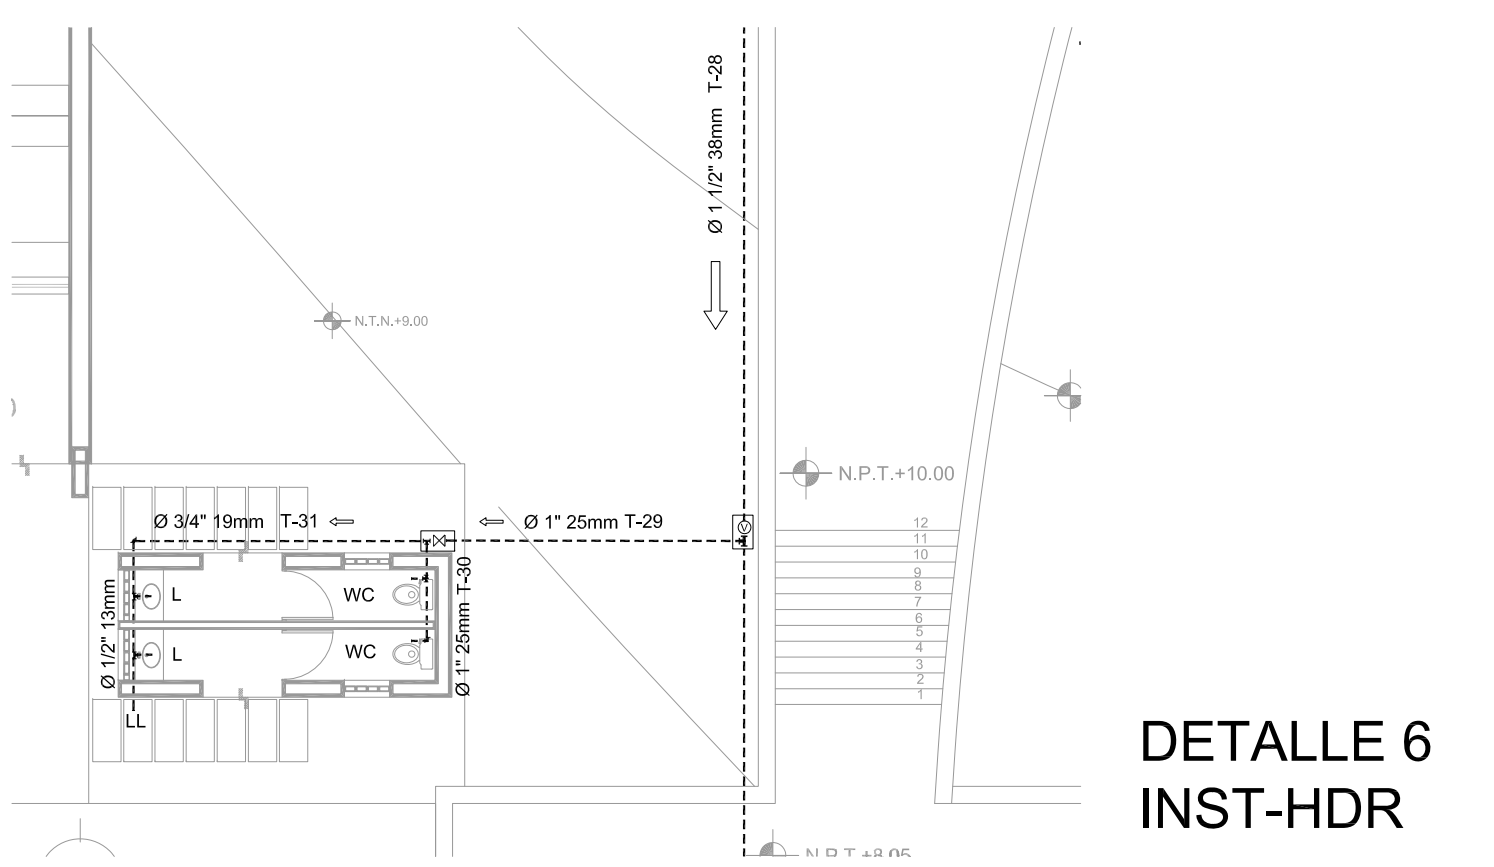 Ø 1 1/2" 38mm T-28
N.T.N.+9.00
N.P.T.+10.00
Ø 3/4" 19mm T-31
Ø 1" 25mm T-29
V
12
11
10
9
8
7
6
5
4
3
2
1
Ø 1/2" 13mm
L
WC
L
WC
Ø 1" 25mm T-30
LL
DETALLE 6
INST-HDR
N.P.T.+8.05